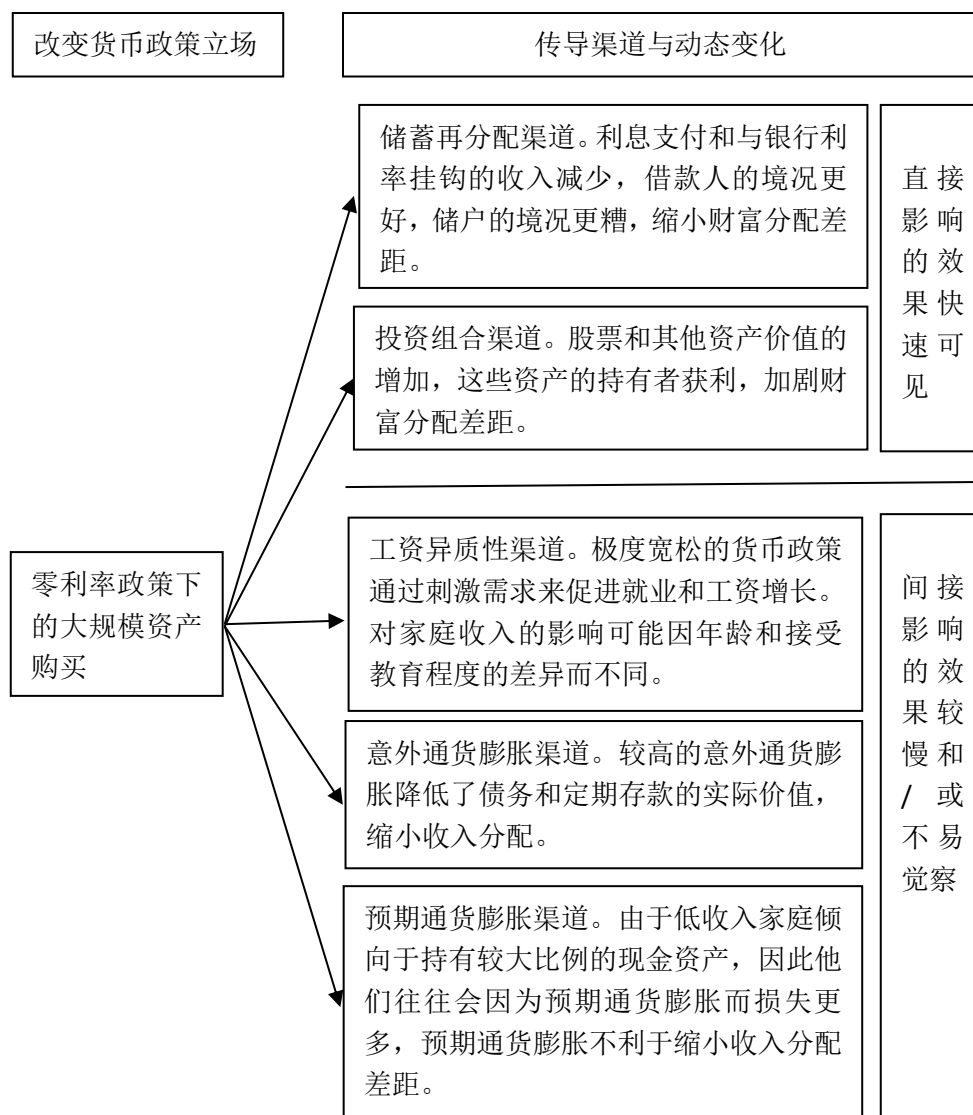 改变货币政策立场
传导渠道与动态变化
储蓄再分配渠道。利息支付和与银行利
率挂钩的收入减少，借款人的境况更
好，储户的境况更糟，缩小财富分配差
距。
直接
影响
的效
果快
速可
见
投资组合渠道。股票和其他资产价值的
增加，这些资产的持有者获利，加剧财
富分配差距。
零利率政策下
的大规模资产
购买
工资异质性渠道。极度宽松的货币政策
通过刺激需求来促进就业和工资增长。
对家庭收入的影响可能因年龄和接受
教育程度的差异而不同。
间接
影响
的效
果较
慢和
/ 或
不易
觉察
意外通货膨胀渠道。较高的意外通货膨
胀降低了债务和定期存款的实际价值，
缩小收入分配。
预期通货膨胀渠道。由于低收入家庭倾
向于持有较大比例的现金资产，因此他
们往往会因为预期通货膨胀而损失更
多，预期通货膨胀不利于缩小收入分配
差距。